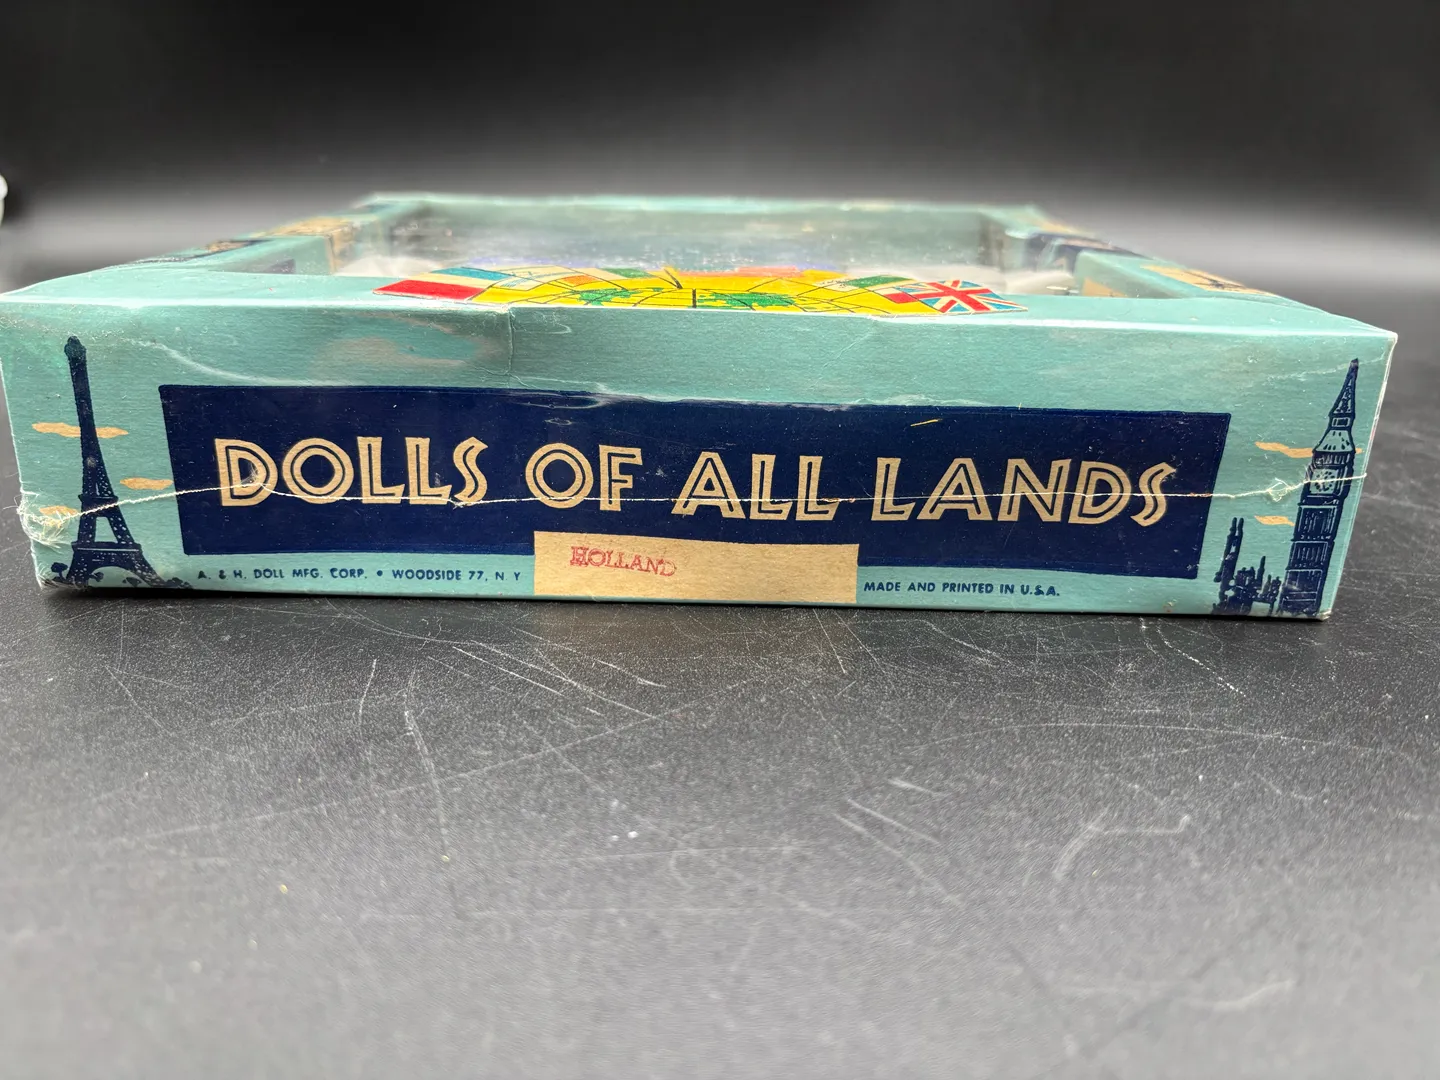 DOLLS OF ALL LANDS
HOLLAND
A. & H. DOLL MFG. CORP. • WOODSIDE 77, N Y
MADE AND PRINTED IN U.S.A.